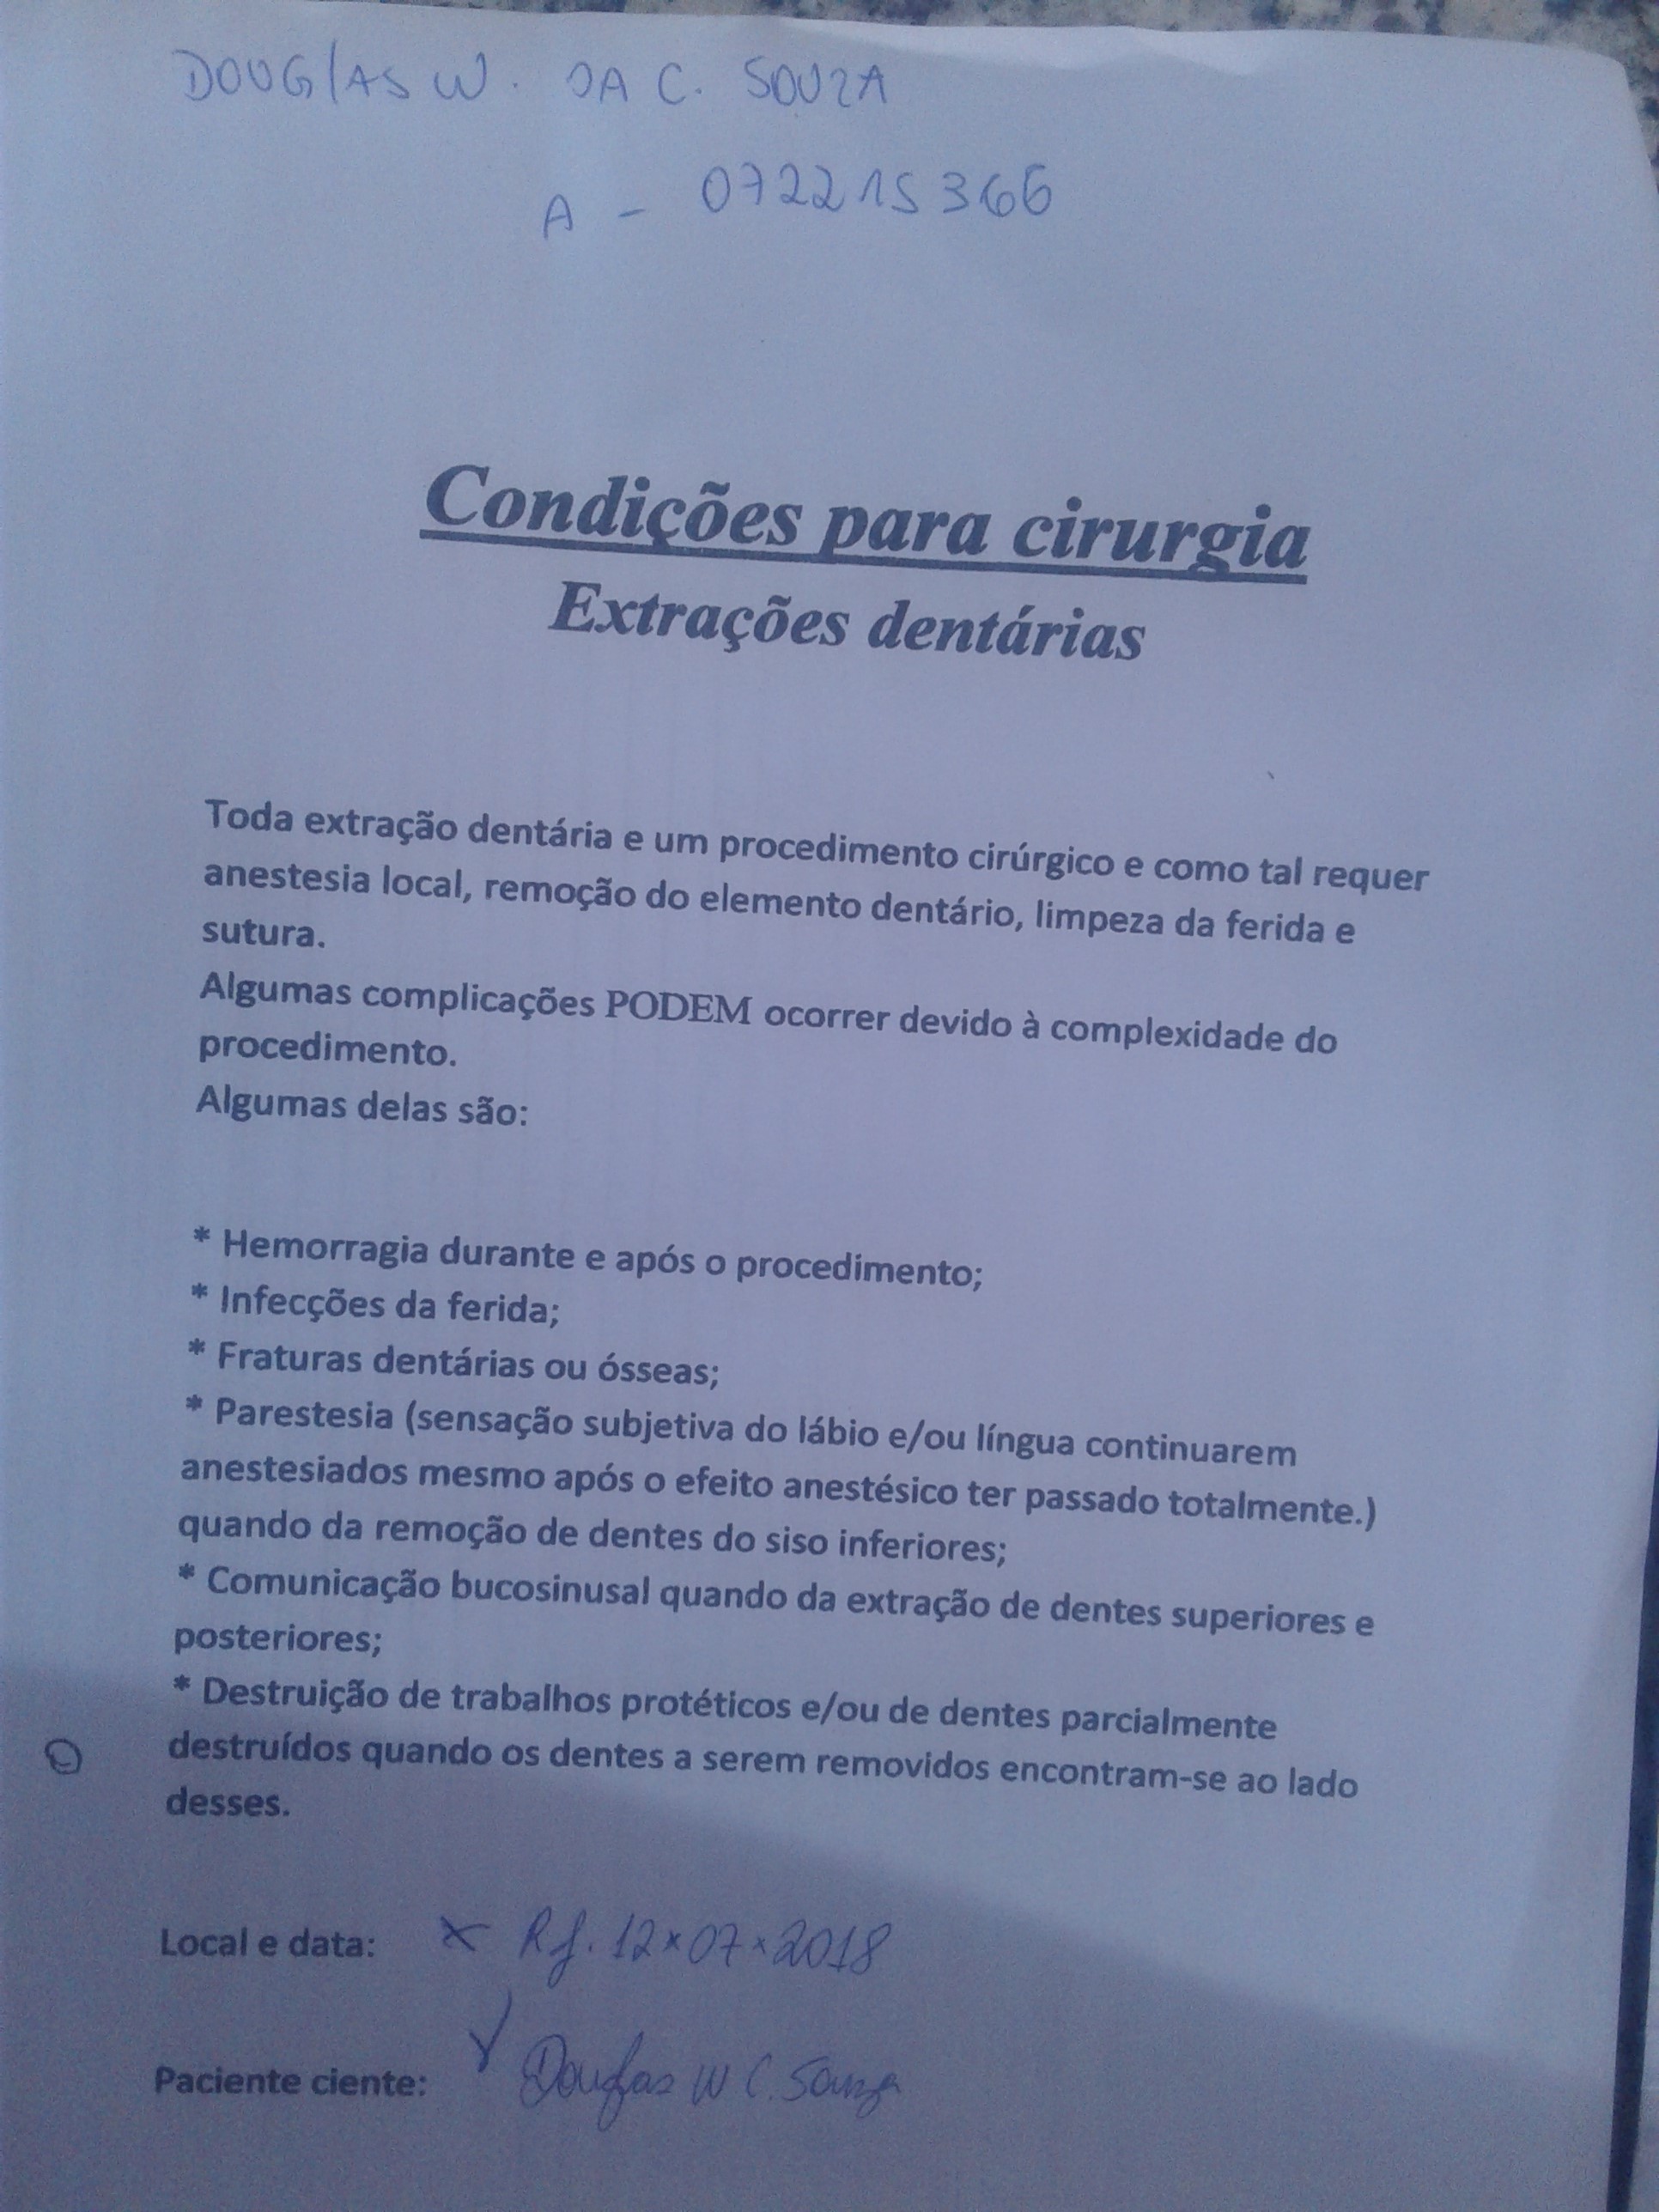 DOUGLAS W. DA C. SOUZA
A - 072215366
Condições para cirurgia
Extrações dentárias
Toda extração dentária e um procedimento cirúrgico e como tal requer
anestesia local, remoção do elemento dentário, limpeza da ferida e
sutura.
Algumas complicações PODEM ocorrer devido à complexidade do
procedimento.
Algumas delas são:
* Hemorragia durante e após o procedimento;
* Infecções da ferida;
* Fraturas dentárias ou ósseas;
* Parestesia (sensação subjetiva do lábio e/ou língua continuarem
anestesiados mesmo após o efeito anestésico ter passado totalmente.)
quando da remoção de dentes do siso inferiores;
* Comunicação bucosinusal quando da extração de dentes superiores e
posteriores;
* Destruição de trabalhos protéticos e/ou de dentes parcialmente
destruídos quando os dentes a serem removidos encontram-se ao lado
desses.
Local e data: x RJ. 12x07x2018
Paciente ciente: Douglas W C. Souza